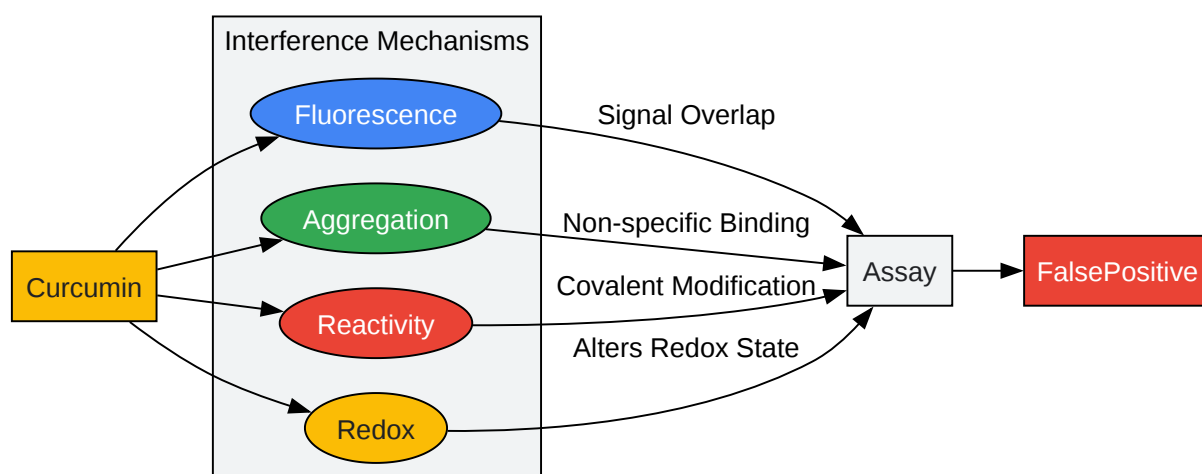 Interference Mechanisms
Fluorescence
Signal Overlap
Aggregation
Non-specific Binding
Curcumin
Assay
FalsePositive
Covalent Modification
Reactivity
Alters Redox State
Redox